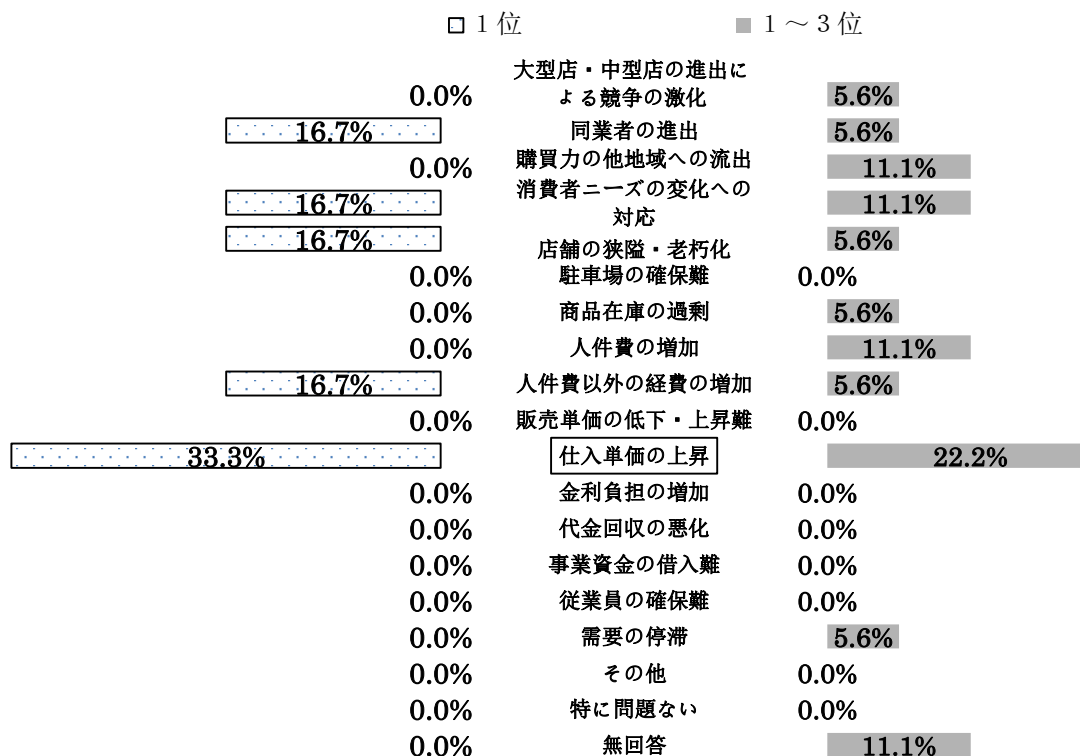 1位 1～3位
大型店・中型店の進出に
0.0% よる競争の激化 5.6%
16.7% 同業者の進出 5.6%
0.0% 購買力の他地域への流出 11.1%
消費者ニーズの変化への
16.7% 対応 11.1%
16.7% 店舗の狭隘・老朽化 5.6%
0.0% 駐車場の確保難 0.0%
0.0% 商品在庫の過剰 5.6%
0.0% 人件費の増加 11.1%
16.7% 人件費以外の経費の増加 5.6%
0.0% 販売単価の低下・上昇難 0.0%
33.3% 仕入単価の上昇 22.2%
0.0% 金利負担の増加 0.0%
0.0% 代金回収の悪化 0.0%
0.0% 事業資金の借入難 0.0%
0.0% 従業員の確保難 0.0%
0.0% 需要の停滞 5.6%
0.0% その他 0.0%
0.0% 特に問題ない 0.0%
0.0% 無回答 11.1%